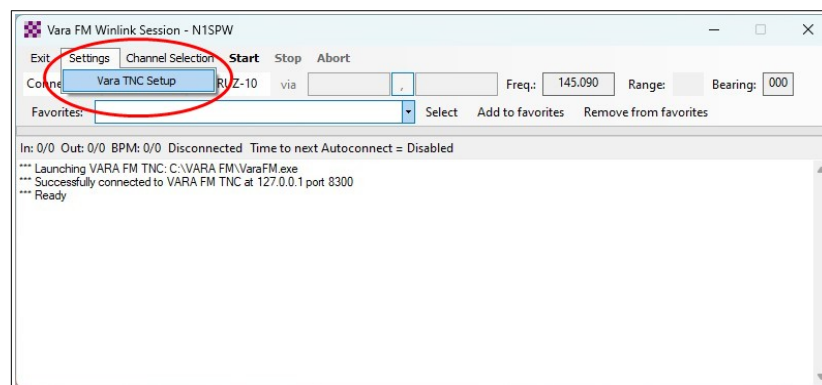 Vara FM Winlink Session - N1SPW
Exit Settings Channel Selection Start Stop Abort
Vara TNC Setup
Conne RUZ-10 via , Freq.: 145.090 Range: Bearing: 000
Favorites: Select Add to favorites Remove from favorites
In: 0/0 Out: 0/0 BPM: 0/0 Disconnected Time to next Autoconnect = Disabled
*** Launching VARA FM TNC: C:\VARA FM\VaraFM.exe
*** Successfully connected to VARA FM TNC at 127.0.0.1 port 8300
*** Ready